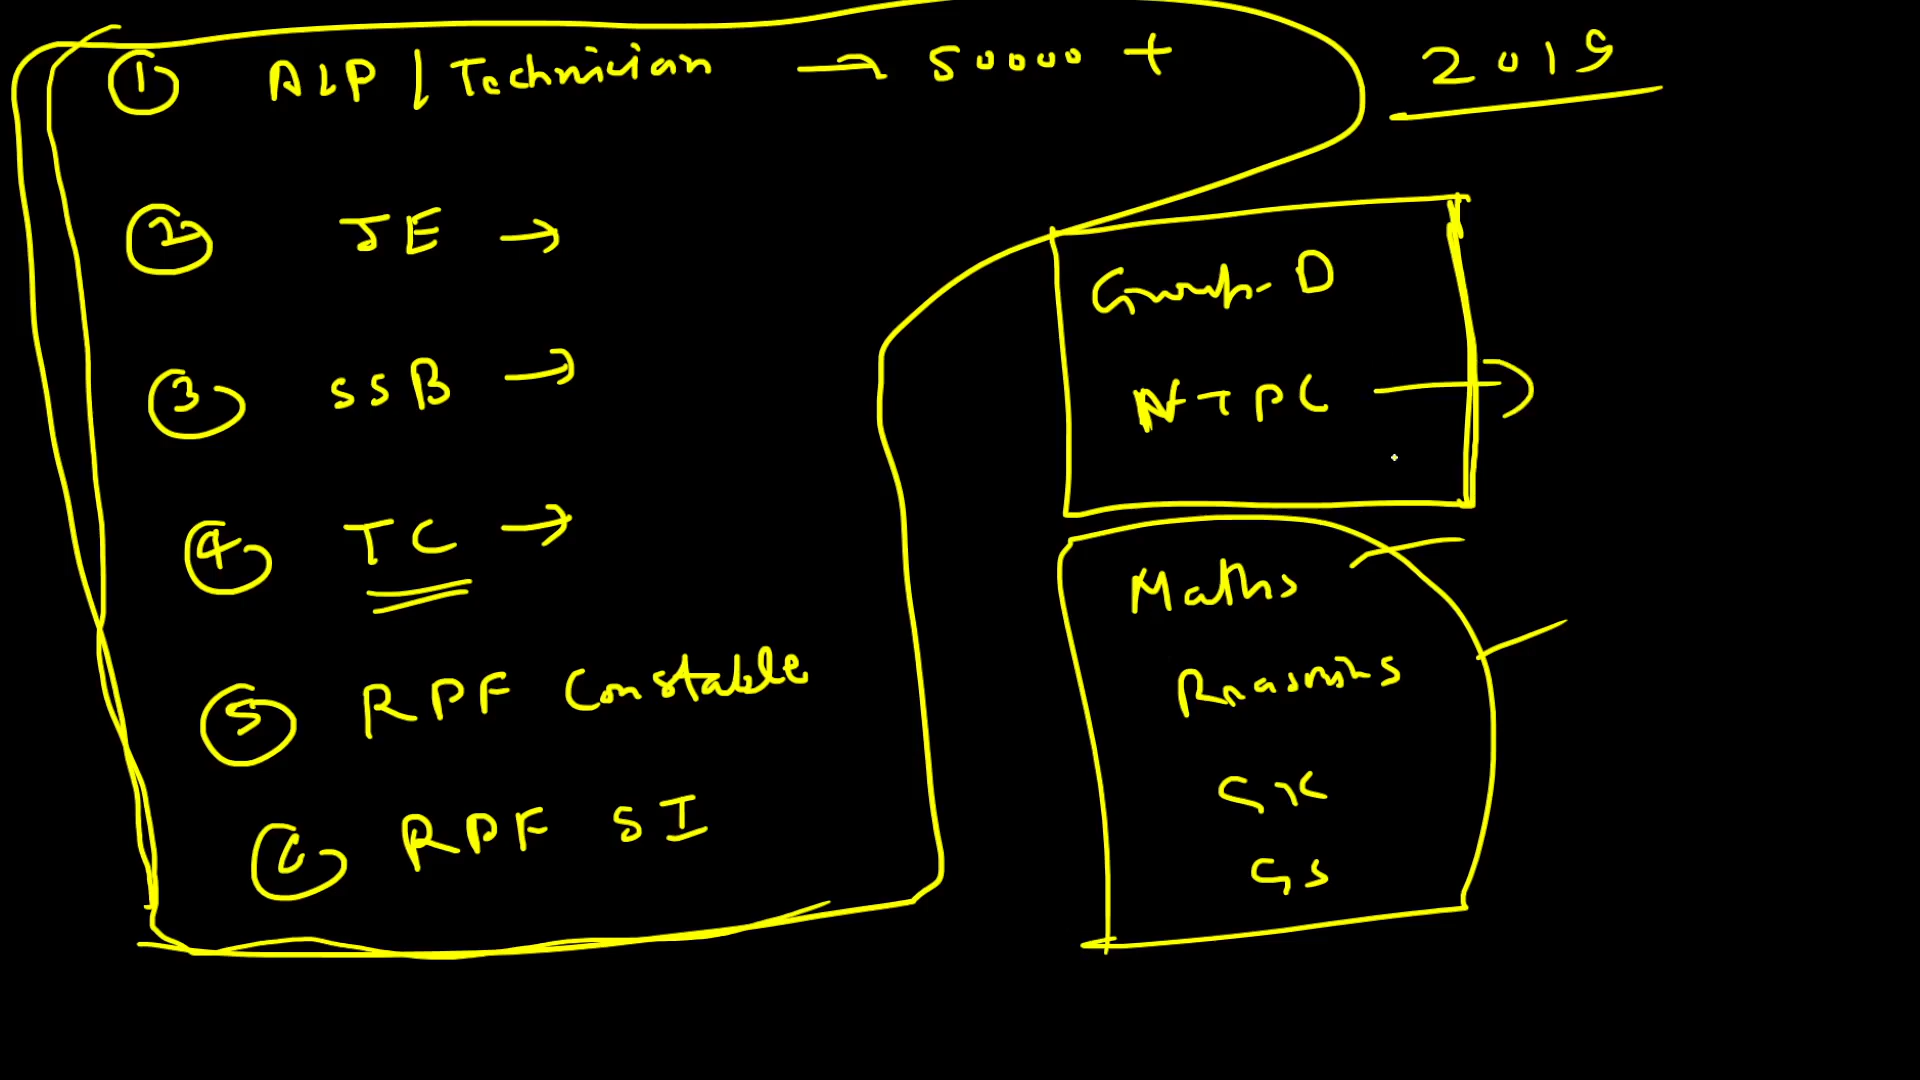 ① ALP | Technician → 50000 +
2019
② JE →
③ SSB →
④ TC →
⑤ RPF Constable
⑥ RPF SI
Group-D
NTPC →
Maths
Reasoning
GK
GS